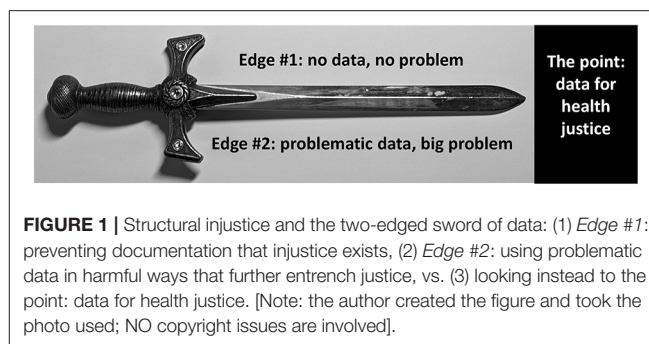 Edge #1: no data, no problem
The point:
data for
health
justice
Edge #2: problematic data, big problem
FIGURE 1 | Structural injustice and the two-edged sword of data: (1) Edge #1:
preventing documentation that injustice exists, (2) Edge #2: using problematic
data in harmful ways that further entrench justice, vs. (3) looking instead to the
point: data for health justice. [Note: the author created the figure and took the
photo used; NO copyright issues are involved].